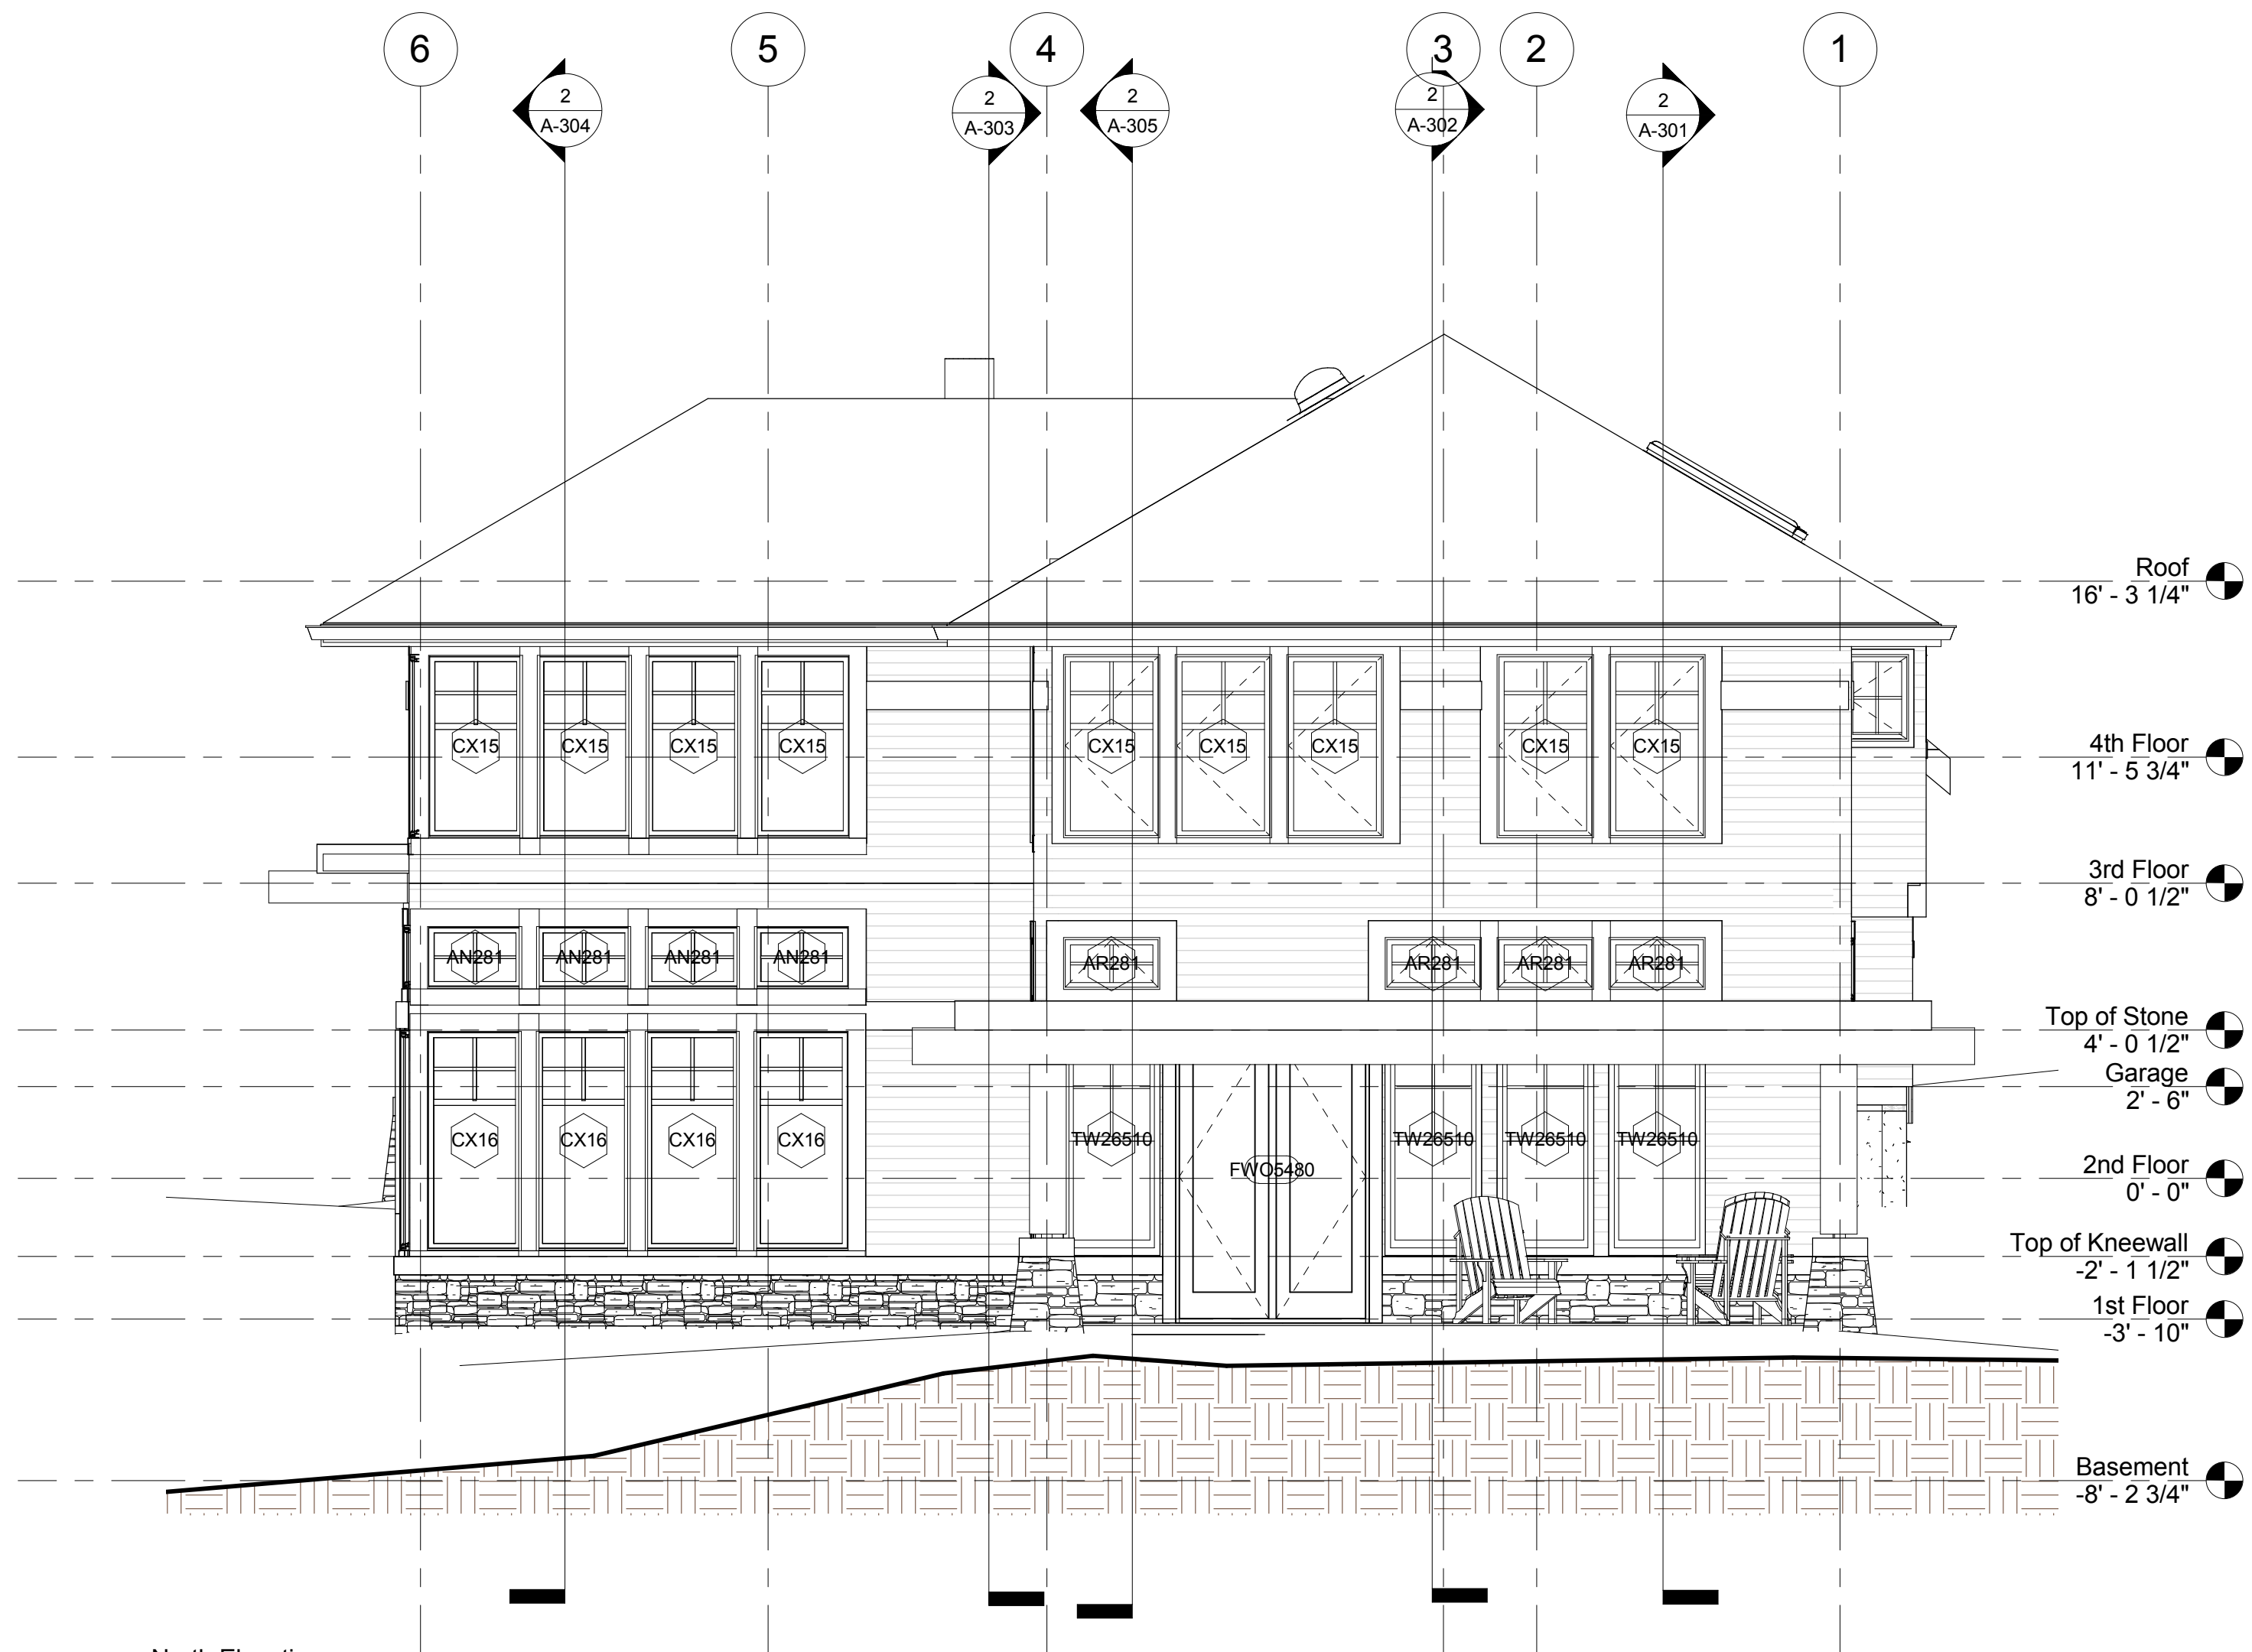 6
5
4
3
2
1
2
A-304
2
A-303
2
A-305
2
A-302
2
A-301
Roof
16' - 3 1/4"
CX15
CX15
CX15
CX15
CX15
CX15
CX15
CX15
CX15
4th Floor
11' - 5 3/4"
3rd Floor
8' - 0 1/2"
AN281
AN281
AN281
AN281
AR281
AR281
AR281
AR281
Top of Stone
4' - 0 1/2"
Garage
2' - 6"
CX16
CX16
CX16
CX16
TW26510
TW26510
TW26510
TW26510
FWO5480
2nd Floor
0' - 0"
Top of Kneewall
-2' - 1 1/2"
1st Floor
-3' - 10"
Basement
-8' - 2 3/4"